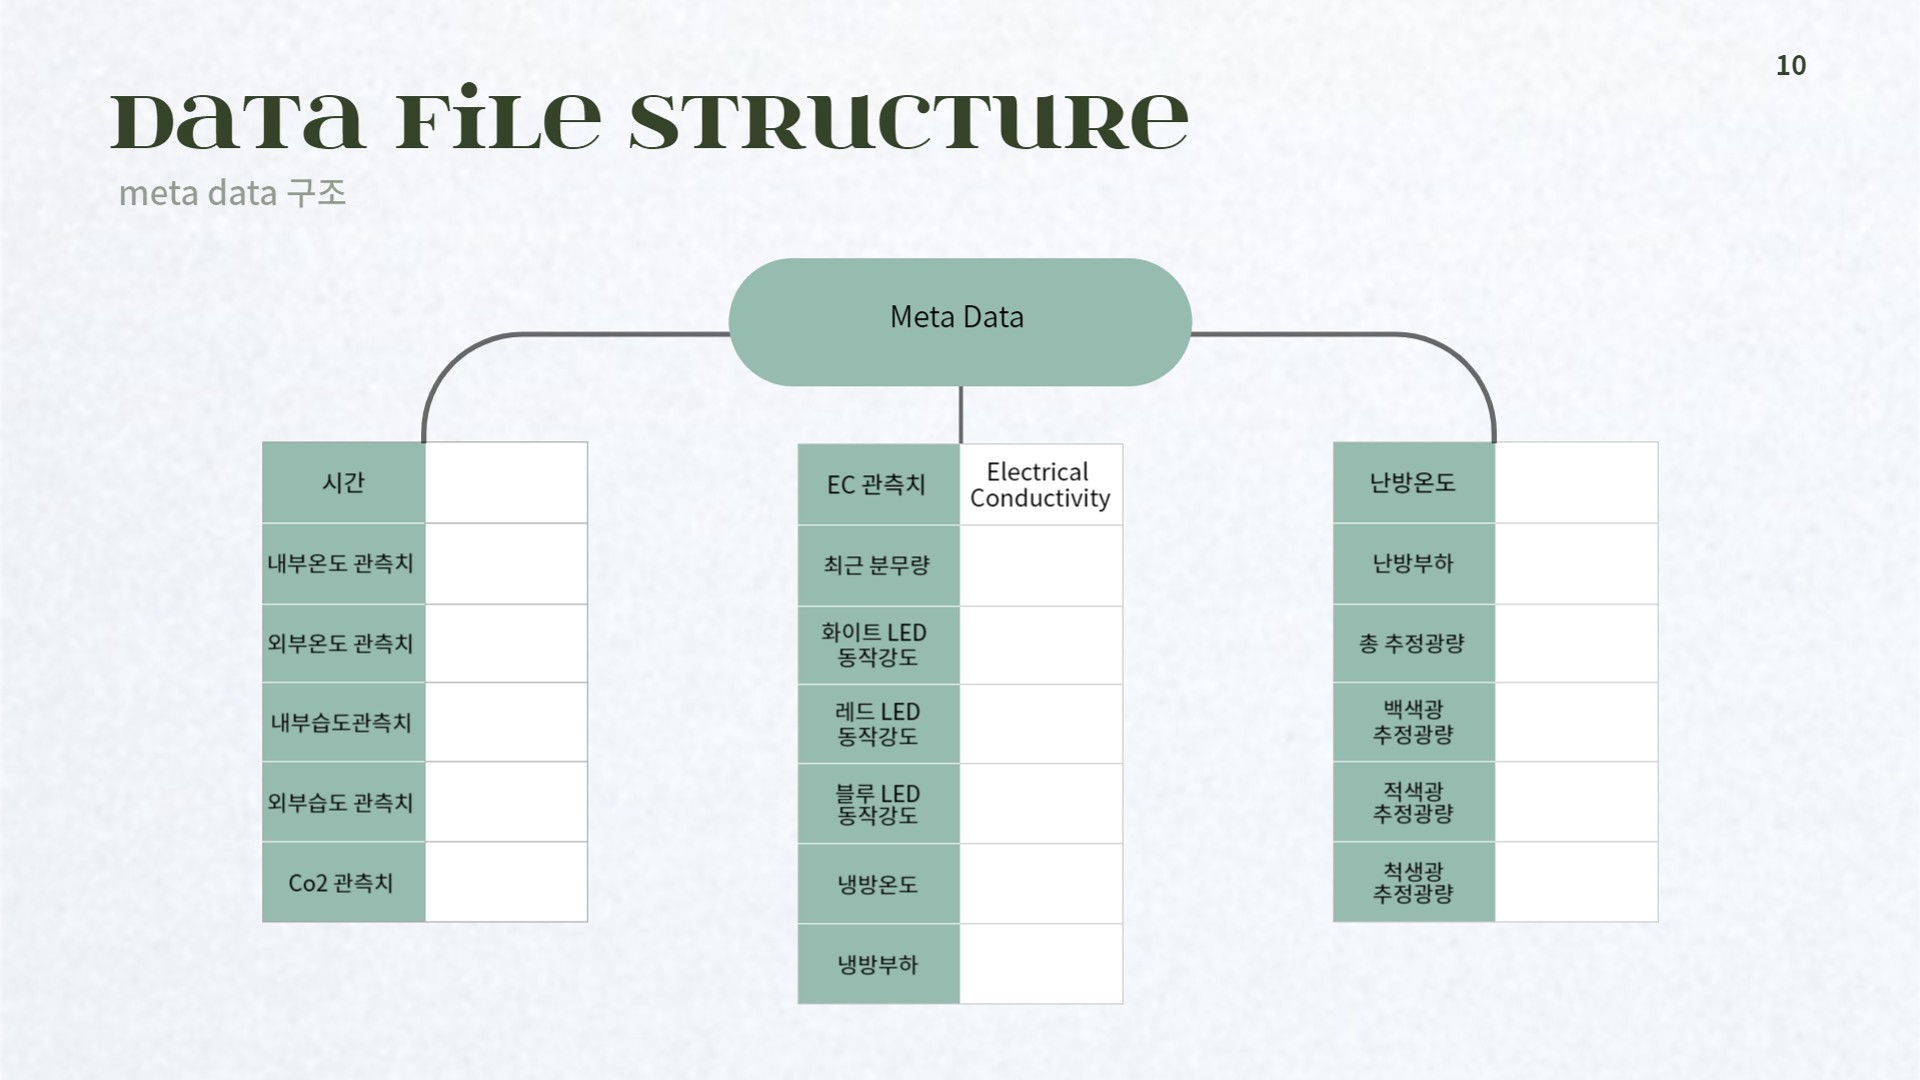 10
Data File Structure
meta data 구조
Meta Data
시간
내부온도 관측치
외부온도 관측치
내부습도관측치
외부습도 관측치
Co2 관측치
EC 관측치
Electrical
Conductivity
최근 분무량
화이트 LED
동작강도
레드 LED
동작강도
블루 LED
동작강도
냉방온도
냉방부하
난방온도
난방부하
총 추정광량
백색광
추정광량
적색광
추정광량
척생광
추정광량